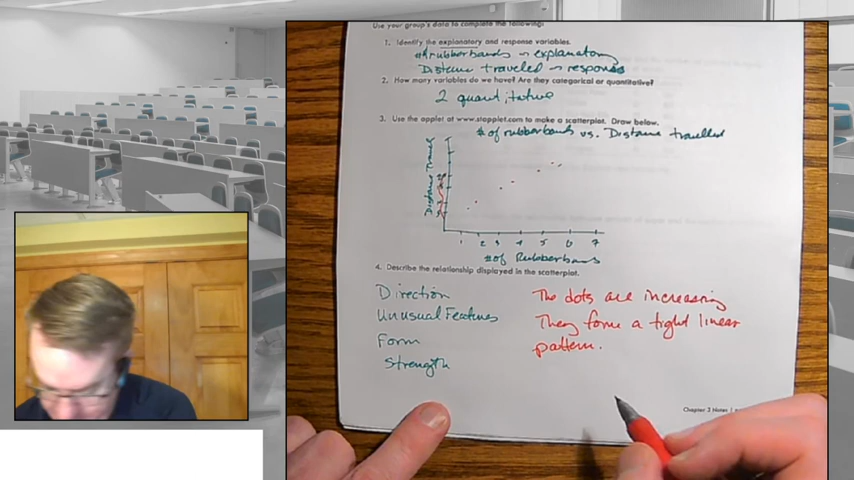 Use your group's data to complete the following:
1. Identify the explanatory and response variables.
# rubberbands → explanatory
Distance traveled → response
2. How many variables do we have? Are they categorical or quantitative?
2 quantitative
3. Use the applet at www.stapplet.com to make a scatterplot. Draw below.
# of rubberbands vs. Distance travelled
Distance
1 2 3 4 5 6 7
# of Rubberbands
4. Describe the relationship displayed in the scatterplot.
Direction
Unusual Features
Form
Strength
The dots are increasing
They form a tight linear
pattern.
Chapter 3 Notes